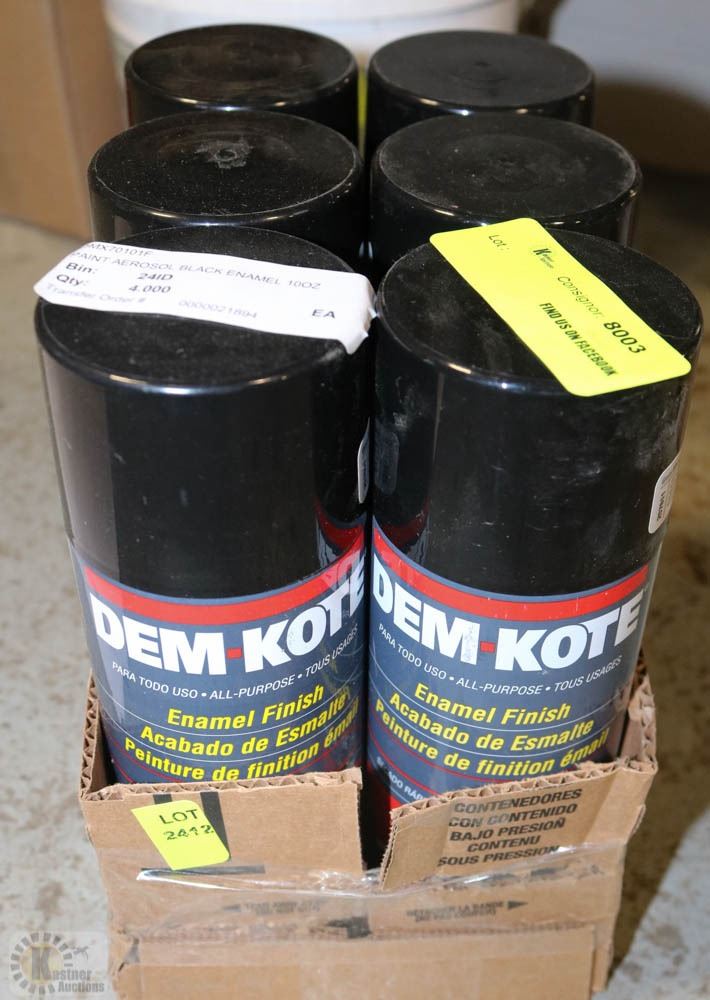 PAINT AEROSOL BLACK ENAMEL 10OZ
Bin: 24ID
Qty: 4.000 EA
Transfer Order # 0000021894
Lot:
Consignor: 8003
FIND US ON FACEBOOK
DEM-KOTE
PARA TODO USO • ALL-PURPOSE • TOUS USAGES
Enamel Finish
Acabado de Esmalte
Peinture de finition émail
DEM-KOTE
PARA TODO USO • ALL-PURPOSE • TOUS USAGES
Enamel Finish
Acabado de Esmalte
Peinture de finition émail
LOT
2412
CONTENEDORES
CON CONTENIDO
BAJO PRESIOÑ
CONTENU
SOUS PRESSION
Kastner
Auctions